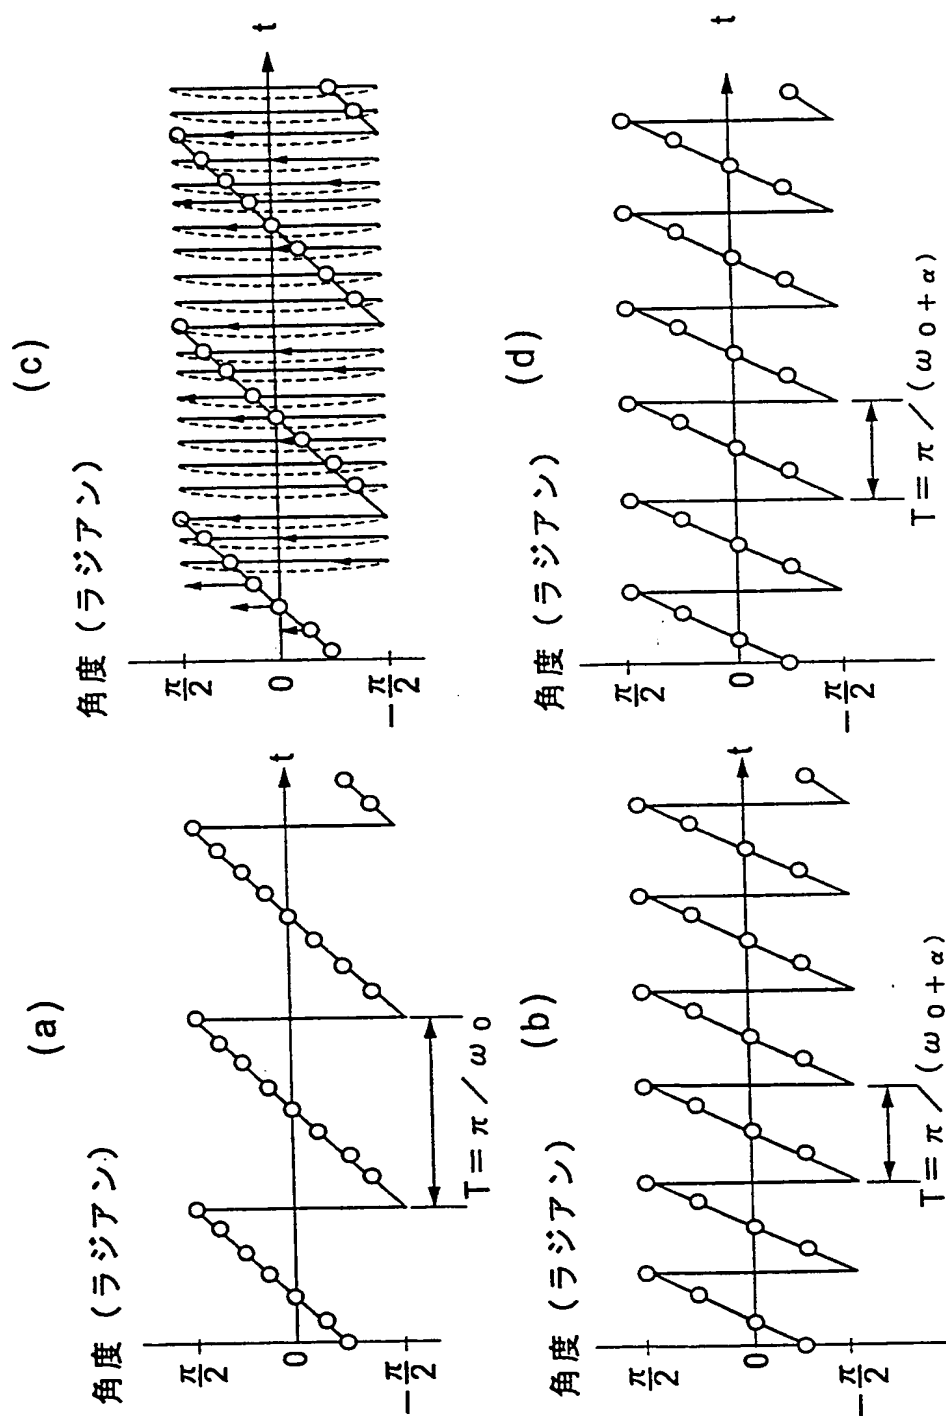 (a)
角度 (ラジアン)
π/2
0
-π/2
t
T=π/ω0
(b)
角度 (ラジアン)
π/2
0
-π/2
t
T=π/(ω0+α)
(c)
角度 (ラジアン)
π/2
0
-π/2
t
(d)
角度 (ラジアン)
π/2
0
-π/2
t
T=π/(ω0+α)